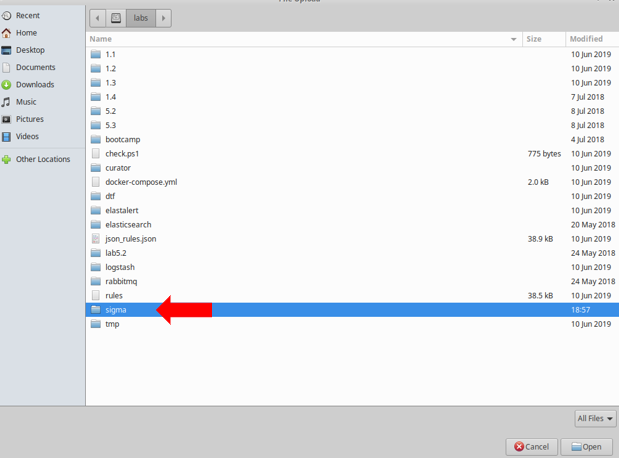 File Upload
Recent
Home
Desktop
Documents
Downloads
Music
Pictures
Videos
Other Locations
labs
Name Size Modified
1.1 10 Jun 2019
1.2 10 Jun 2019
1.3 10 Jun 2019
1.4 7 Jul 2018
5.2 8 Jul 2018
5.3 8 Jul 2018
bootcamp 4 Jul 2018
check.ps1 775 bytes 10 Jun 2019
curator 10 Jun 2019
docker-compose.yml 2.0 kB 10 Jun 2019
dtf 10 Jun 2019
elastalert 10 Jun 2019
elasticsearch 20 May 2018
json_rules.json 38.9 kB 10 Jun 2019
lab5.2 24 May 2018
logstash 10 Jun 2019
rabbitmq 24 May 2018
rules 38.5 kB 10 Jun 2019
sigma 18:57
tmp 10 Jun 2019
All Files
Cancel Open